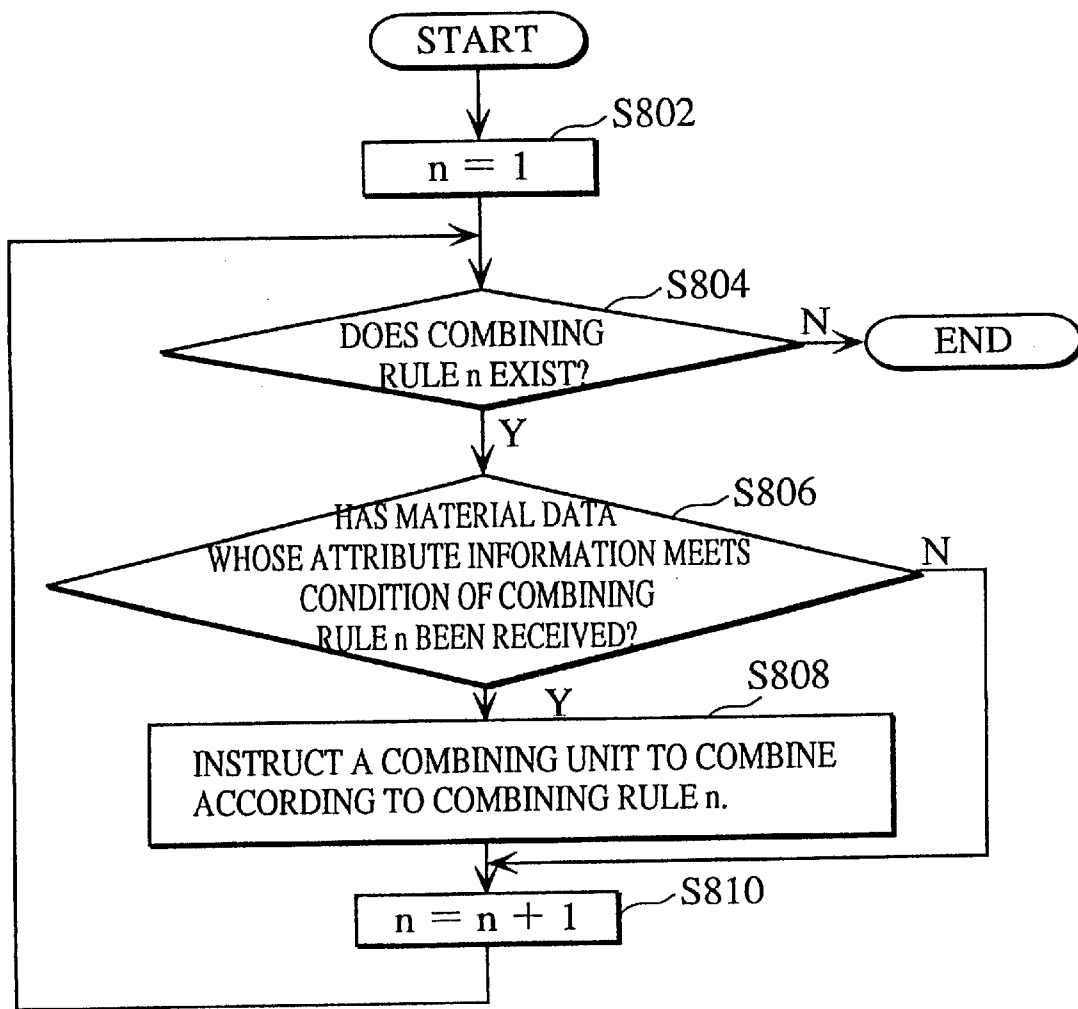 START
S802
n = 1
S804
DOES COMBINING
RULE n EXIST?
N
END
Y
S806
HAS MATERIAL DATA
WHOSE ATTRIBUTE INFORMATION MEETS
CONDITION OF COMBINING
RULE n BEEN RECEIVED?
N
Y
S808
INSTRUCT A COMBINING UNIT TO COMBINE
ACCORDING TO COMBINING RULE n.
S810
n = n + 1